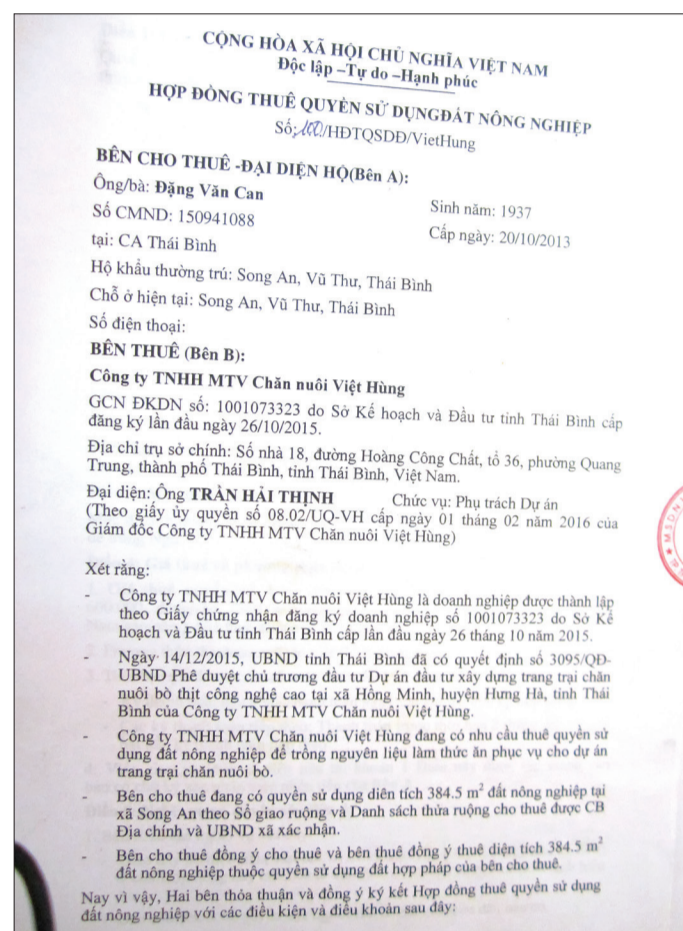 CỘNG HÒA XÃ HỘI CHỦ NGHĨA VIỆT NAM
Độc lập –Tự do –Hạnh phúc
HỢP ĐỒNG THUÊ QUYỀN SỬ DỤNGĐẤT NÔNG NGHIỆP
Số: 100/HĐTQSDĐ/VietHung
BÊN CHO THUÊ -ĐẠI DIỆN HỘ(Bên A):
Ông/bà: Đặng Văn Can
Sinh năm: 1937
Số CMND: 150941088
Cấp ngày: 20/10/2013
tại: CA Thái Bình
Hộ khẩu thường trú: Song An, Vũ Thư, Thái Bình
Chỗ ở hiện tại: Song An, Vũ Thư, Thái Bình
Số điện thoại:
BÊN THUÊ (Bên B):
Công ty TNHH MTV Chăn nuôi Việt Hùng
GCN ĐKDN số: 1001073323 do Sở Kế hoạch và Đầu tư tỉnh Thái Bình cấp
đăng ký lần đầu ngày 26/10/2015.
Địa chỉ trụ sở chính: Số nhà 18, đường Hoàng Công Chất, tổ 36, phường Quang
Trung, thành phố Thái Bình, tỉnh Thái Bình, Việt Nam.
Đại diện: Ông TRẦN HẢI THỊNH Chức vụ: Phụ trách Dự án
(Theo giấy ủy quyền số 08.02/UQ-VH cấp ngày 01 tháng 02 năm 2016 của
Giám đốc Công ty TNHH MTV Chăn nuôi Việt Hùng)
Xét rằng:
- Công ty TNHH MTV Chăn nuôi Việt Hùng là doanh nghiệp được thành lập
theo Giấy chứng nhận đăng ký doanh nghiệp số 1001073323 do Sở Kế
hoạch và Đầu tư tỉnh Thái Bình cấp lần đầu ngày 26 tháng 10 năm 2015.
- Ngày 14/12/2015, UBND tỉnh Thái Bình đã có quyết định số 3095/QĐ-
UBND Phê duyệt chủ trương đầu tư Dự án đầu tư xây dựng trang trại chăn
nuôi bò thịt công nghệ cao tại xã Hồng Minh, huyện Hưng Hà, tỉnh Thái
Bình của Công ty TNHH MTV Chăn nuôi Việt Hùng.
- Công ty TNHH MTV Chăn nuôi Việt Hùng đang có nhu cầu thuê quyền sử
dụng đất nông nghiệp để trồng nguyên liệu làm thức ăn phục vụ cho dự án
trang trại chăn nuôi bò.
- Bên cho thuê đang có quyền sử dụng diên tích 384.5 m² đất nông nghiệp tại
xã Song An theo Sổ giao ruộng và Danh sách thửa ruộng cho thuê được CB
Địa chính và UBND xã xác nhận.
- Bên cho thuê đồng ý cho thuê và bên thuê đồng ý thuê diện tích 384.5 m²
đất nông nghiệp thuộc quyền sử dụng đất hợp pháp của bên cho thuê.
Nay vì vậy, Hai bên thỏa thuận và đồng ý ký kết Hợp đồng thuê quyền sử dụng
đất nông nghiệp với các điều kiện và điều khoản sau đây: